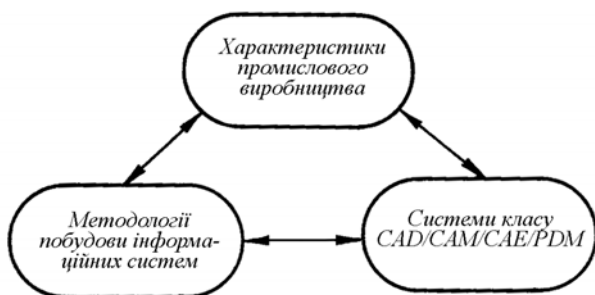 Характеристики
промислового
виробництва
Методології
побудови інформа-
ційних систем
Системи класу
CAD/CAM/CAE/PDM